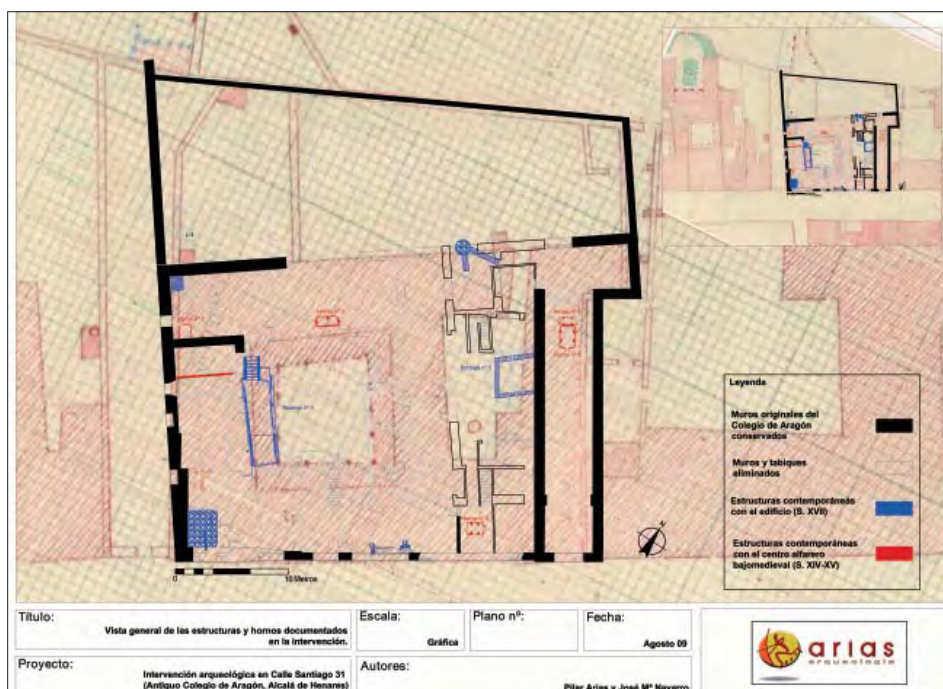 Leyenda
Muros originales del
Colegio de Aragón
conservados
Muros y tabiques
eliminados
Estructuras contemporáneas
con el edificio (S. XVII)
Estructuras contemporáneas
con el centro alfarero
bajomedieval (S. XIV-XV)
N
0 10 Metros
Título:
Vista general de las estructuras y hornos documentados
en la intervención.
Escala:
Gráfica
Plano nº:
Fecha:
Agosto 09
Proyecto:
Intervención arqueológica en Calle Santiago 31
(Antiguo Colegio de Aragón, Alcalá de Henares)
Autores:
Pilar Arias y José Mª Navarro
arias
arqueología